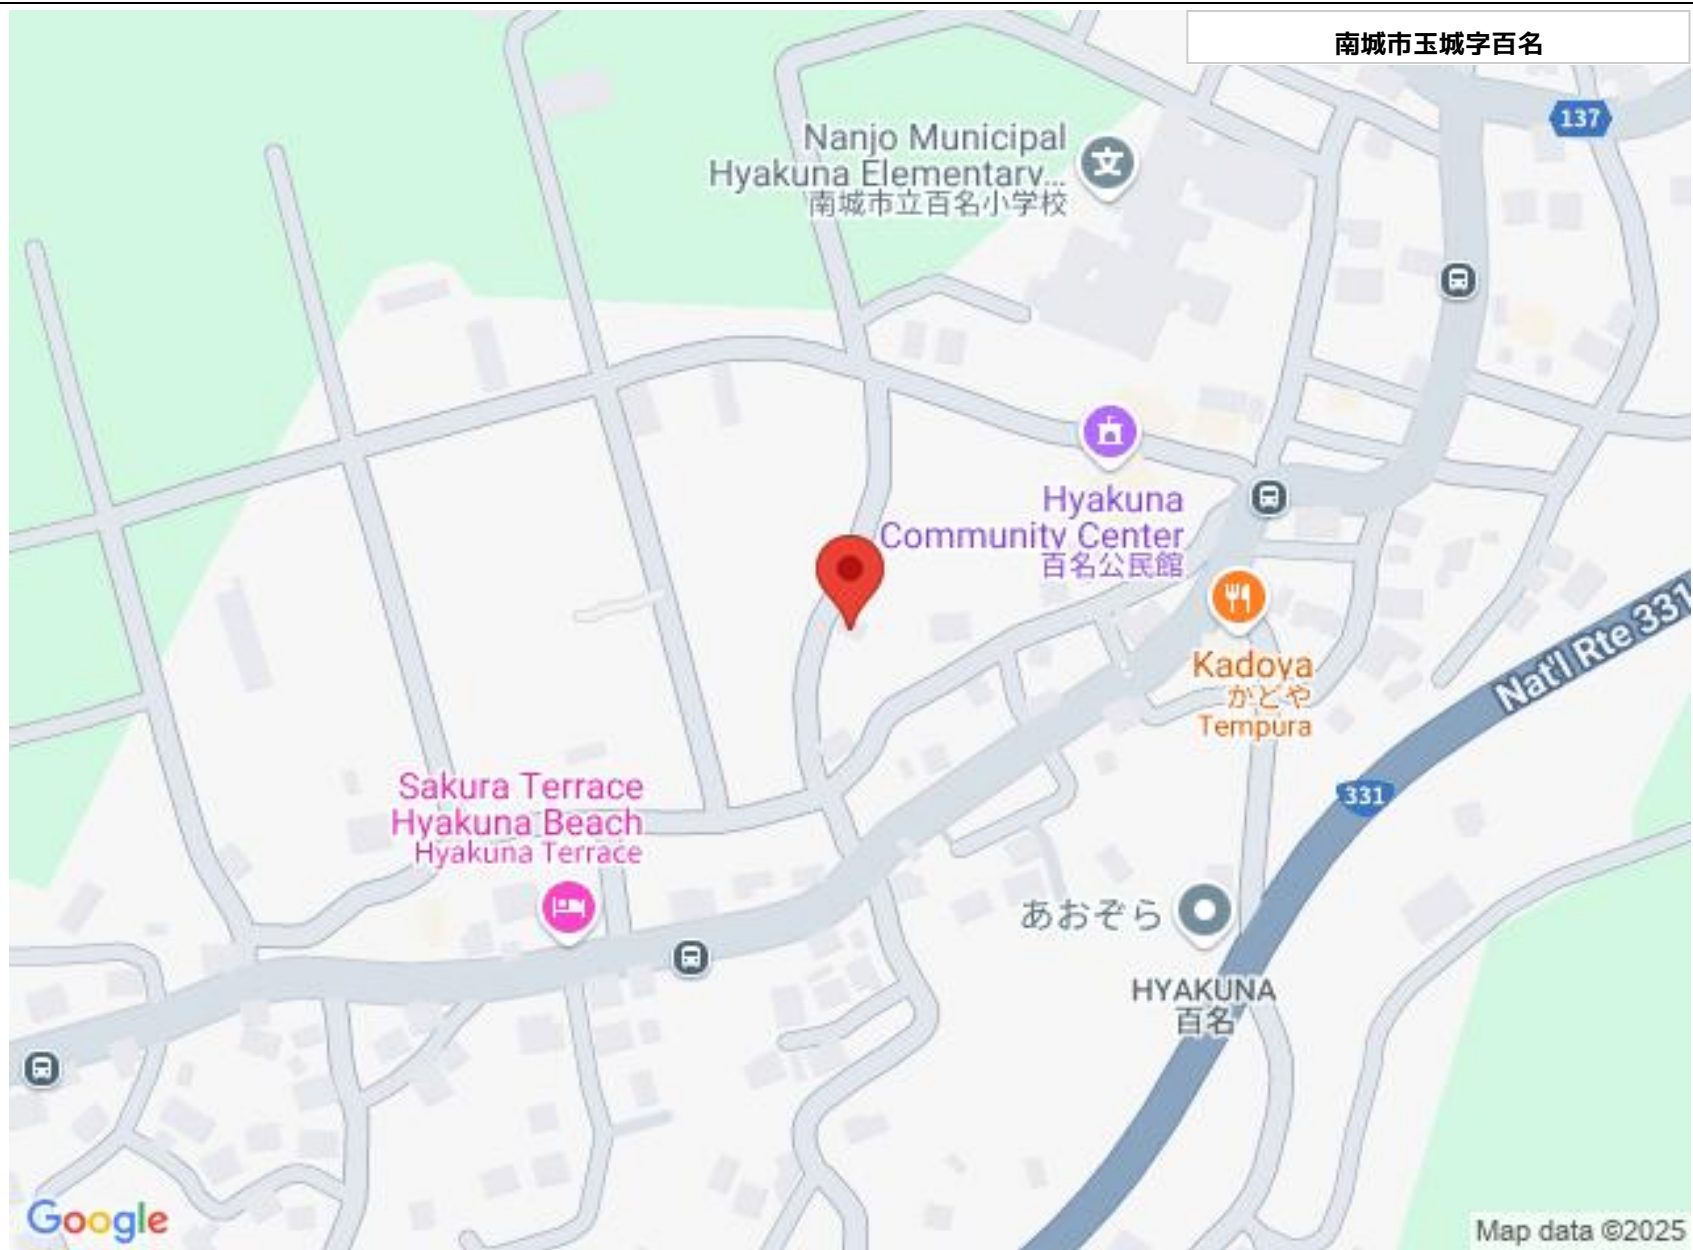 南城市玉城字百名
137
Nanjo Municipal
Hyakuna Elementary...
南城市立百名小学校
Hyakuna
Community Center
百名公民館
Kadoya
かどや
Tempura
Nat'l Rte 331
331
Sakura Terrace
Hyakuna Beach
Hyakuna Terrace
あおぞら
HYAKUNA
百名
Google
Map data ©2025
文